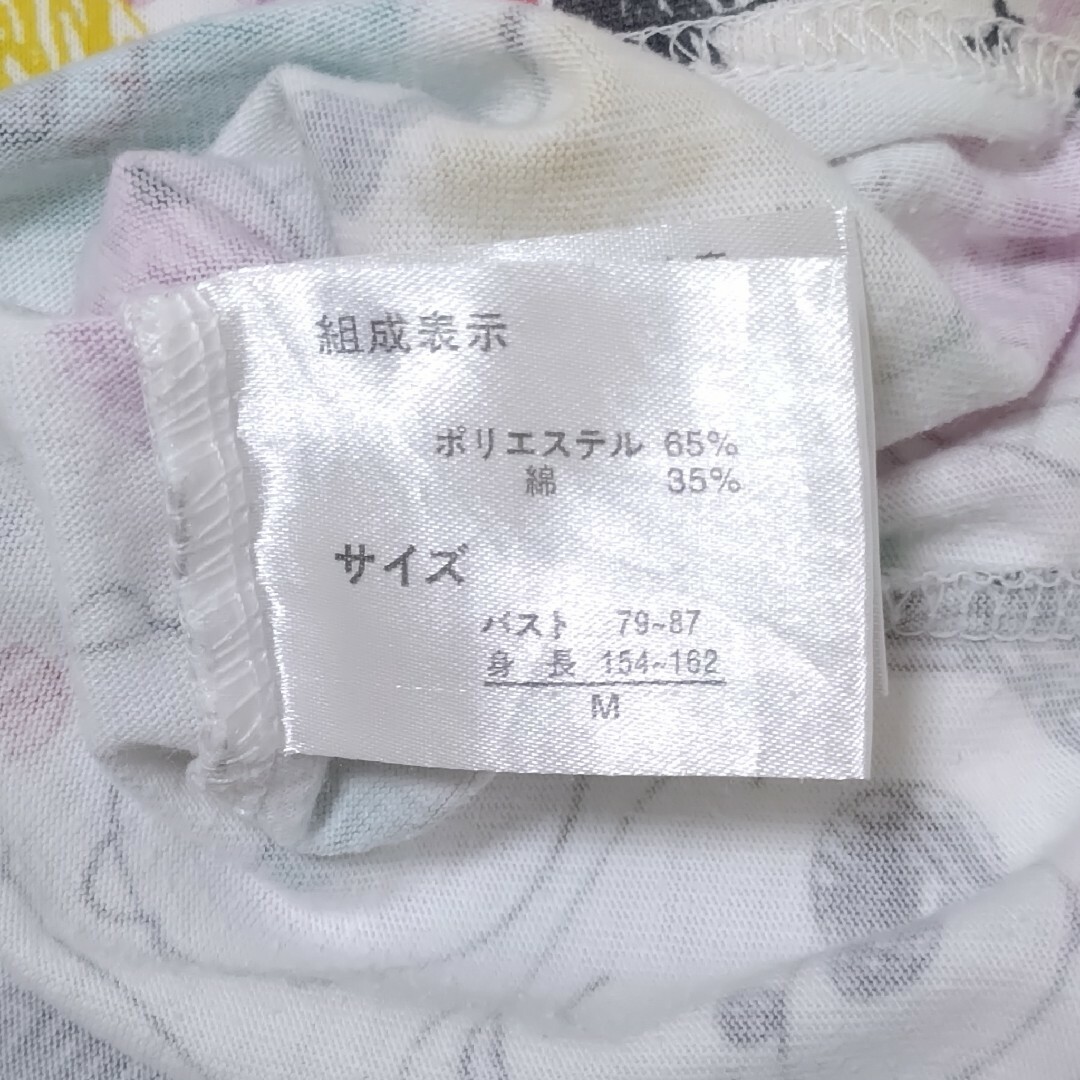 組成表示
ポリエステル 65%
綿 35%
サイズ
バスト 79~87
身長 154~162
M